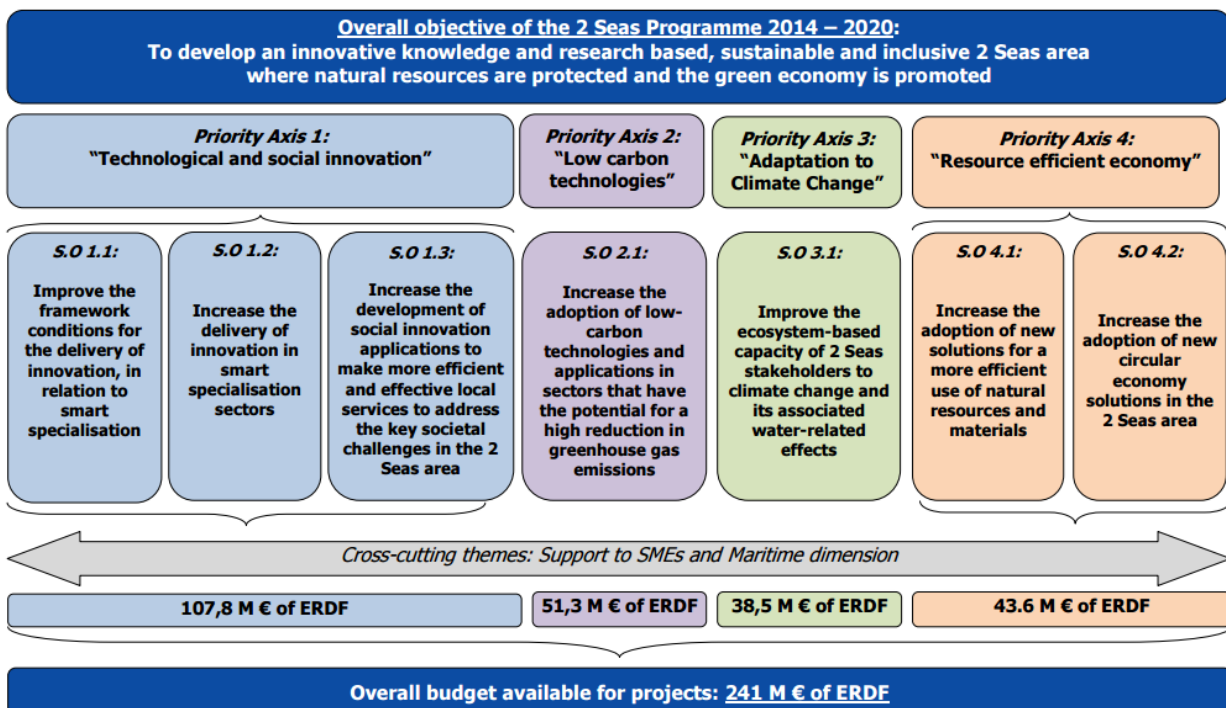 Overall objective of the 2 Seas Programme 2014 – 2020:
To develop an innovative knowledge and research based, sustainable and inclusive 2 Seas area
where natural resources are protected and the green economy is promoted
Priority Axis 1:
“Technological and social innovation”
Priority Axis 2:
“Low carbon
technologies”
Priority Axis 3:
“Adaptation to
Climate Change”
Priority Axis 4:
“Resource efficient economy”
S.O 1.1:
Improve the
framework
conditions for
the delivery of
innovation, in
relation to
smart
specialisation
S.O 1.2:
Increase the
delivery of
innovation in
smart
specialisation
sectors
S.O 1.3:
Increase the
development of
social innovation
applications to
make more efficient
and effective local
services to address
the key societal
challenges in the 2
Seas area
S.O 2.1:
Increase the
adoption of low-
carbon
technologies and
applications in
sectors that have
the potential for a
high reduction in
greenhouse gas
emissions
S.O 3.1:
Improve the
ecosystem-based
capacity of 2 Seas
stakeholders to
climate change and
its associated
water-related
effects
S.O 4.1:
Increase the
adoption of new
solutions for a
more efficient
use of natural
resources and
materials
S.O 4.2:
Increase the
adoption of new
circular
economy
solutions in the
2 Seas area
Cross-cutting themes: Support to SMEs and Maritime dimension
107,8 M € of ERDF
51,3 M € of ERDF
38,5 M € of ERDF
43.6 M € of ERDF
Overall budget available for projects: 241 M € of ERDF